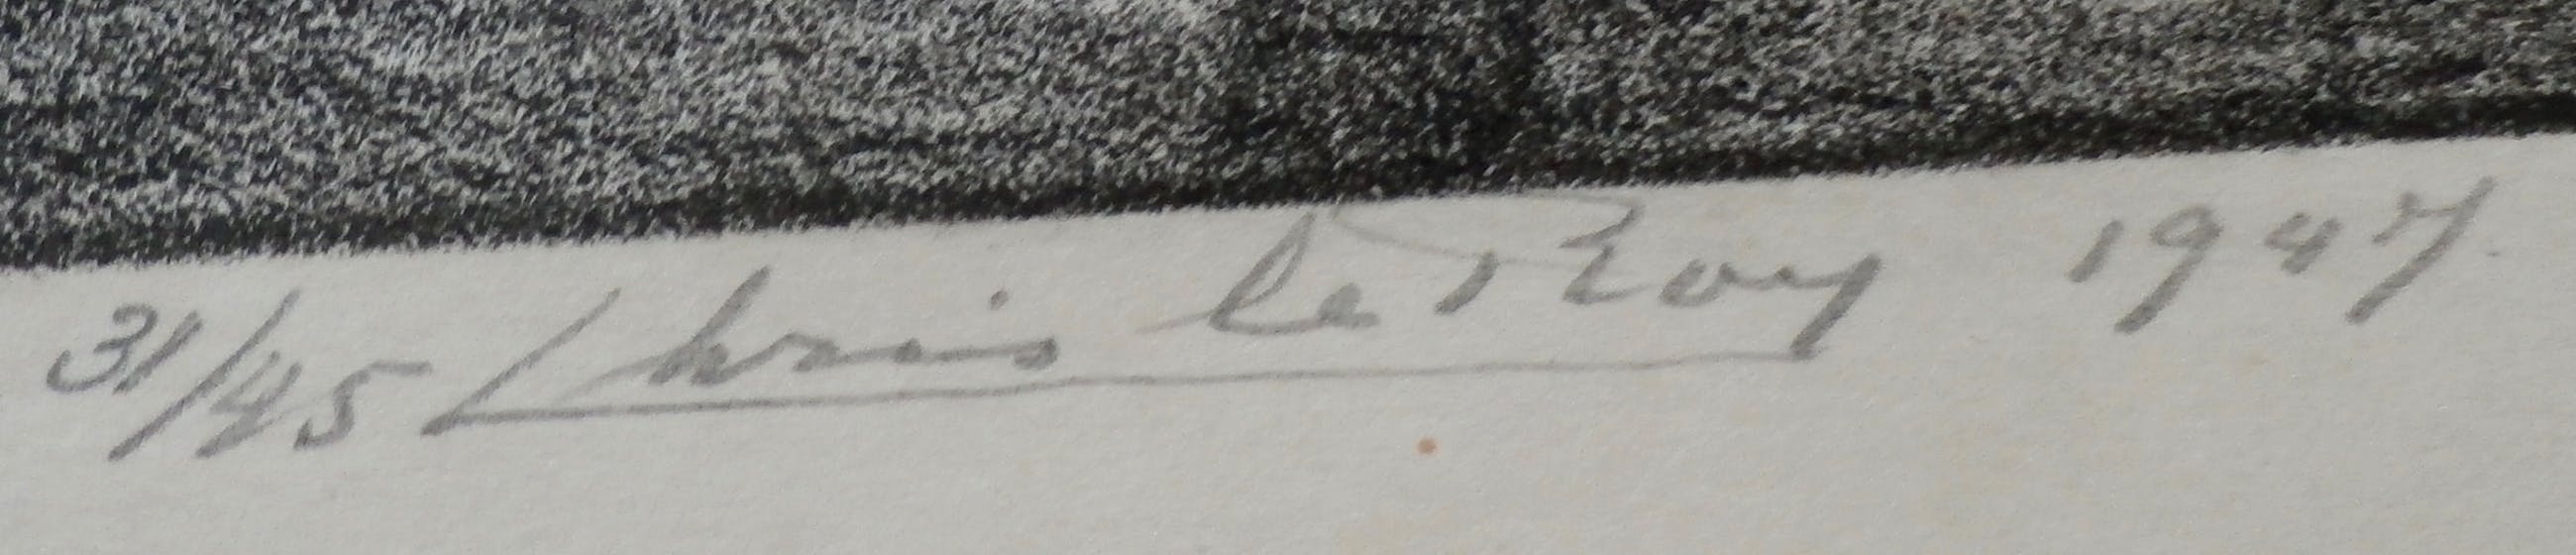 31/45 Chris le Roy 1947